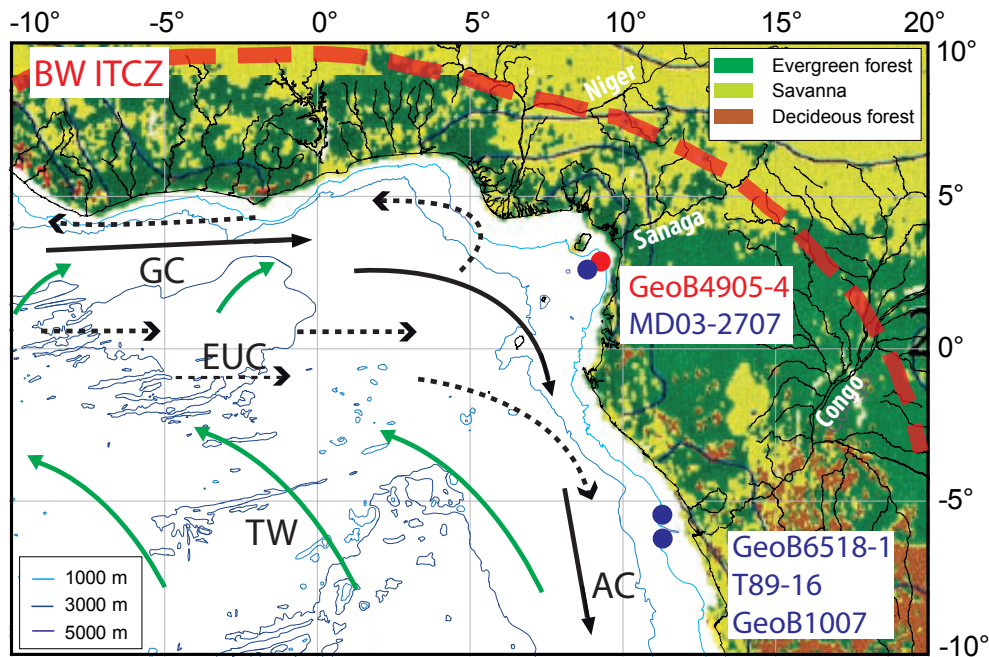 -10° -5° 0° 5° 10° 15° 20°
10°
BW ITCZ
Niger
Evergreen forest
Savanna
Decideous forest
5°
Sanaga
GC
GeoB4905-4
MD03-2707
0°
EUC
Congo
-5°
TW
GeoB6518-1
T89-16
GeoB1007
AC
1000 m
3000 m
5000 m
-10°